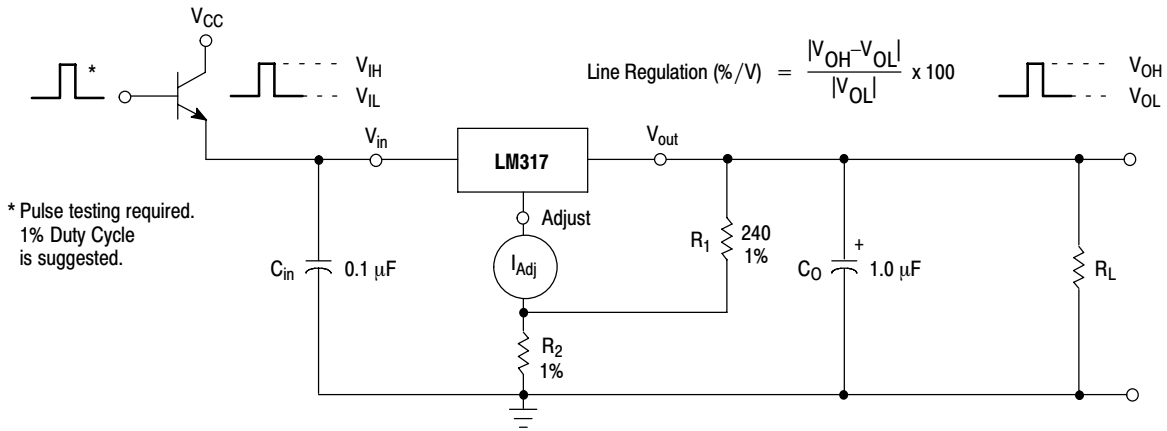 V_CC
*
V_IH
V_IL
Line Regulation (%/V) = |V_OH–V_OL| / |V_OL| x 100
V_OH
V_OL
V_in
LM317
V_out
* Pulse testing required.
1% Duty Cycle
is suggested.
Adjust
I_Adj
C_in 0.1 µF
R_1 240
1%
+
C_O 1.0 µF
R_L
R_2
1%